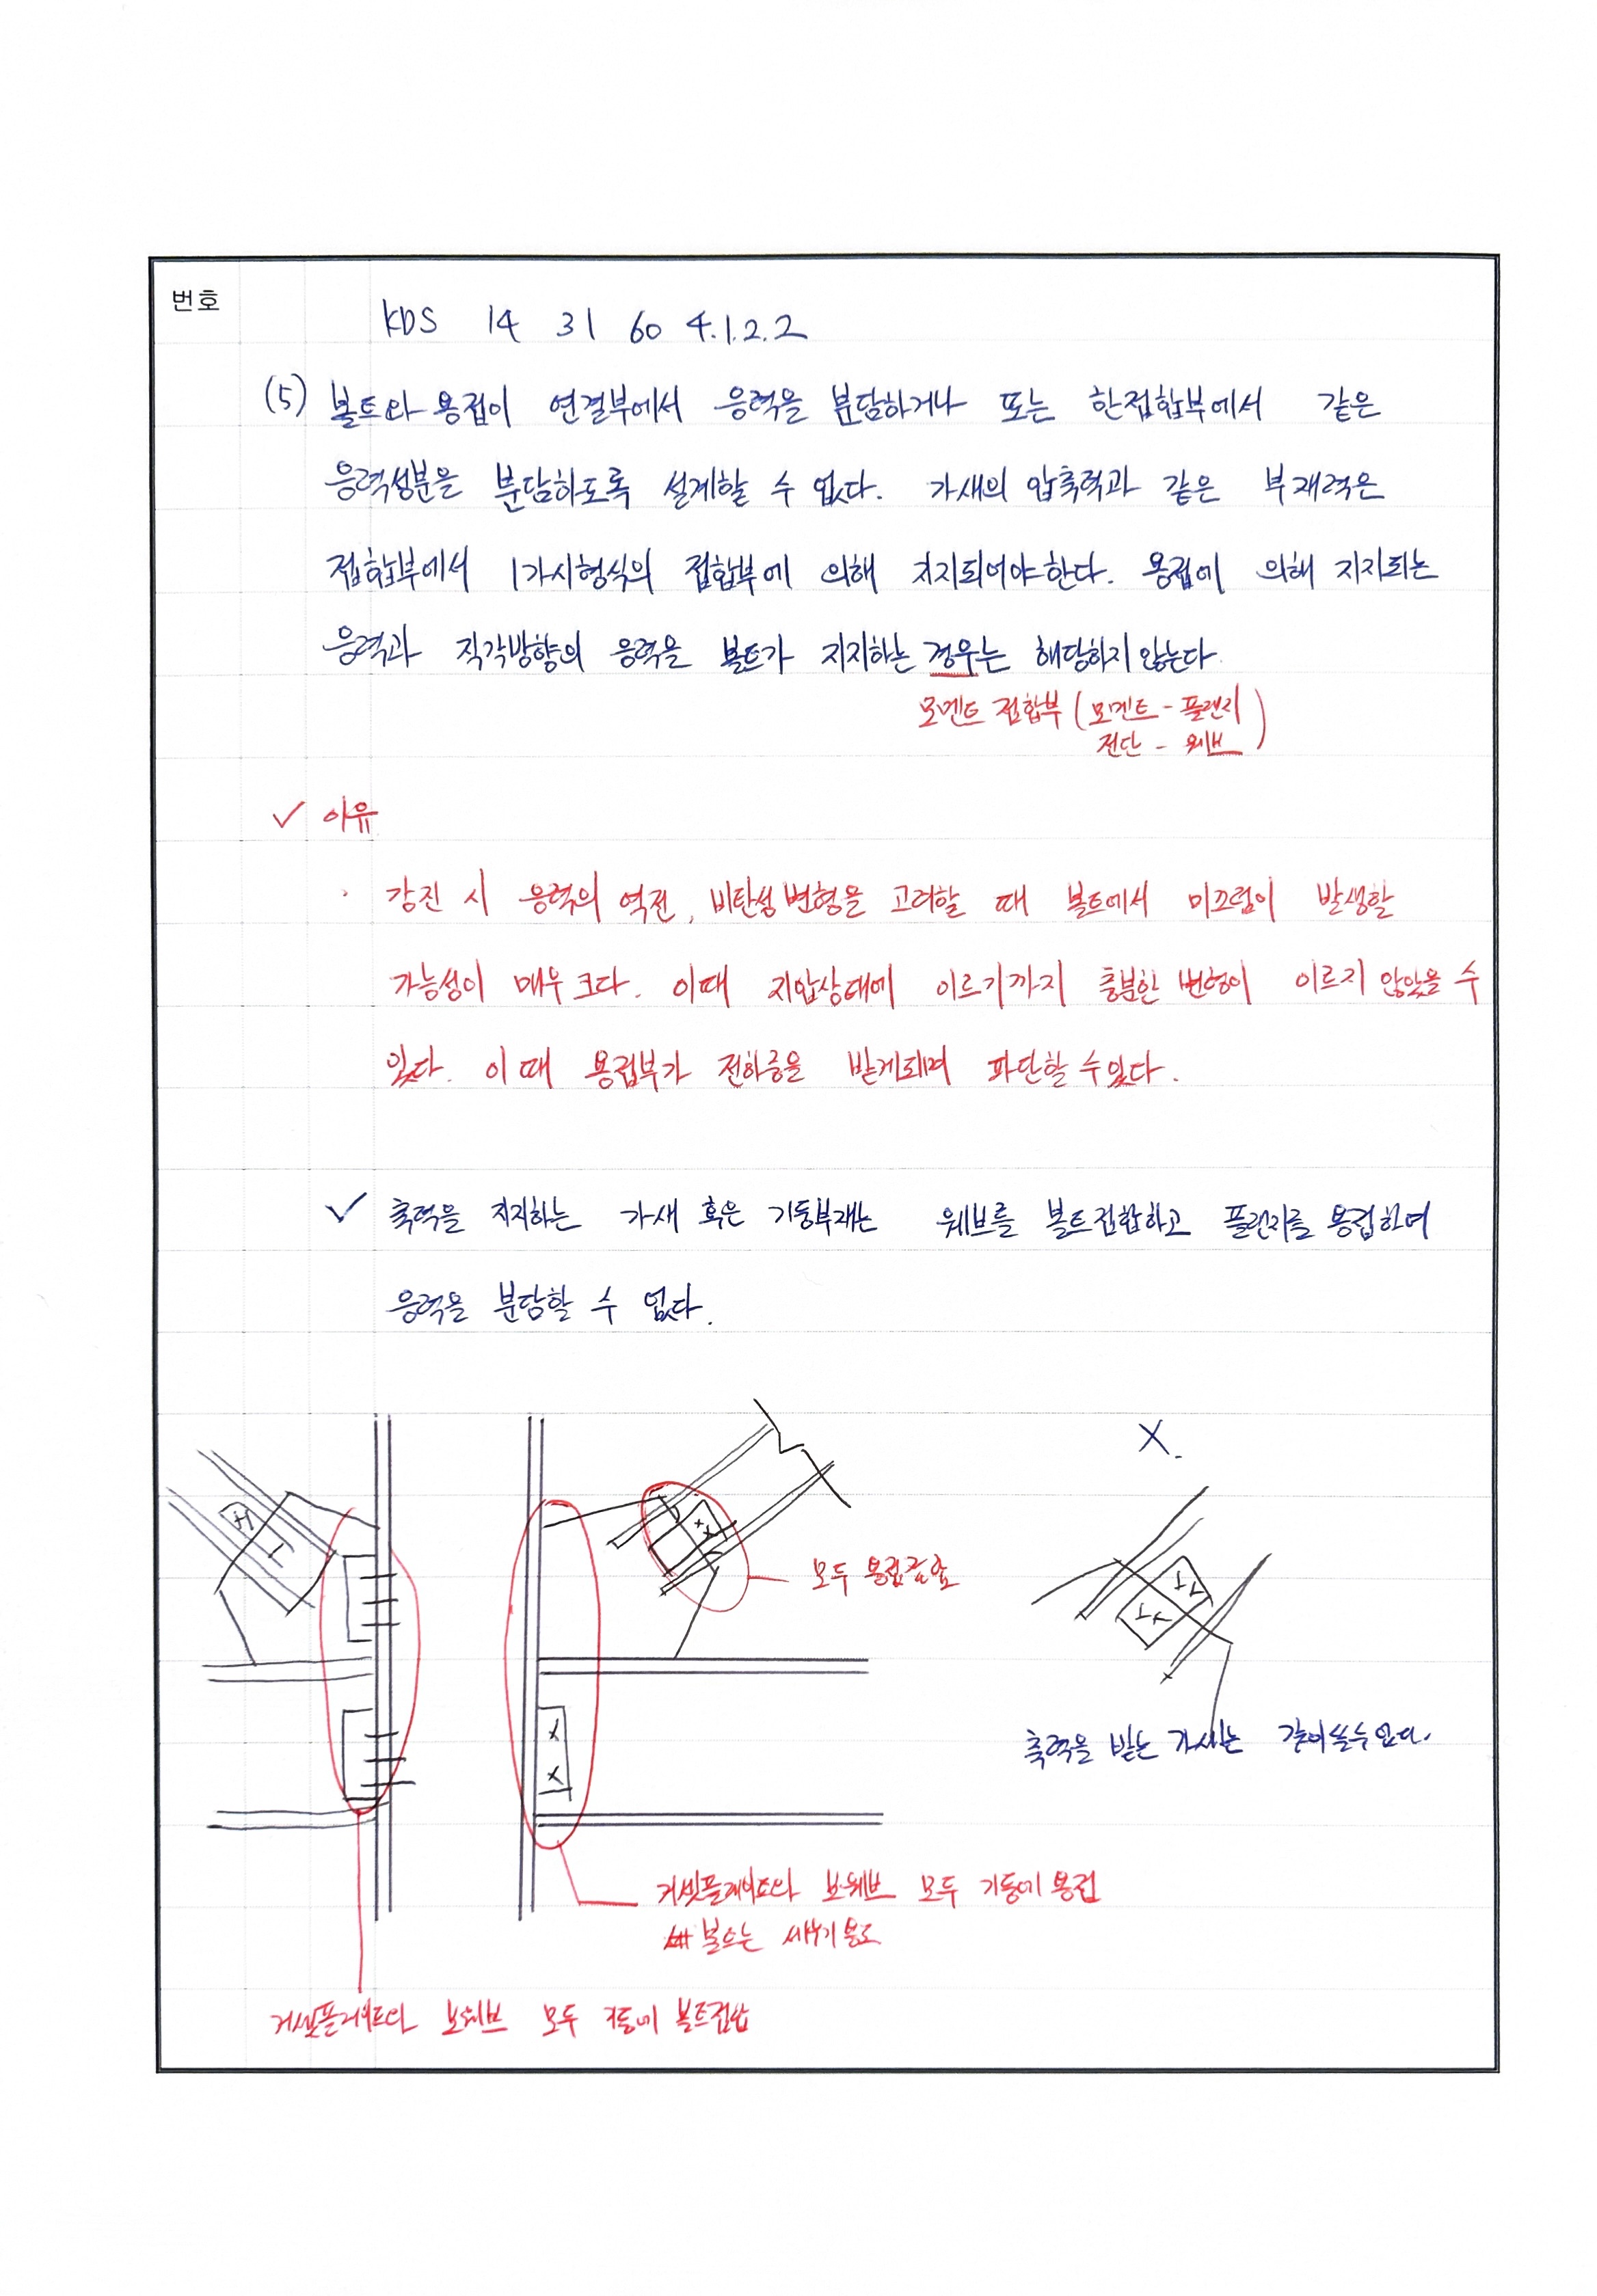 번호
KDS 14 31 60 4.1.2.2
(5) 볼트와 용접이 연결부에서 응력을 분담하거나 또는 한접합부에서 같은
응력성분을 분담하도록 설계할 수 없다. 가새의 압축력과 같은 부재력은
접합부에서 1가지형식의 접합부에 의해 지지되어야한다. 용접에 의해 지지되는
응력과 직각방향의 응력을 볼트가 지지하는 경우는 해당하지 않는다.
모멘트 접합부 (모멘트 - 플랜지
전단 - 웨브)
✓ 이유
· 강진 시 응력의 역전, 비탄성변형을 고려할 때 볼트에서 미끄럼이 발생할
가능성이 매우 크다. 이때 지압상태에 이르기까지 충분한 변형이 이르지 않았을 수
있다. 이 때 용접부가 전하중을 받게되며 파단할 수 있다.
✓ 축력을 지지하는 가새 혹은 기둥부재는 웨브를 볼트접합하고 플랜지를 용접하여
응력을 분담할 수 없다.
X.
모두 용접접합
축력을 받는 가새는 같이 쓸수 없다.
거셋플레이트와 보웨브 모두 기둥에 용접
볼트는 세우기 용도
거셋플레이트와 보웨브 모두 기둥에 볼트접합